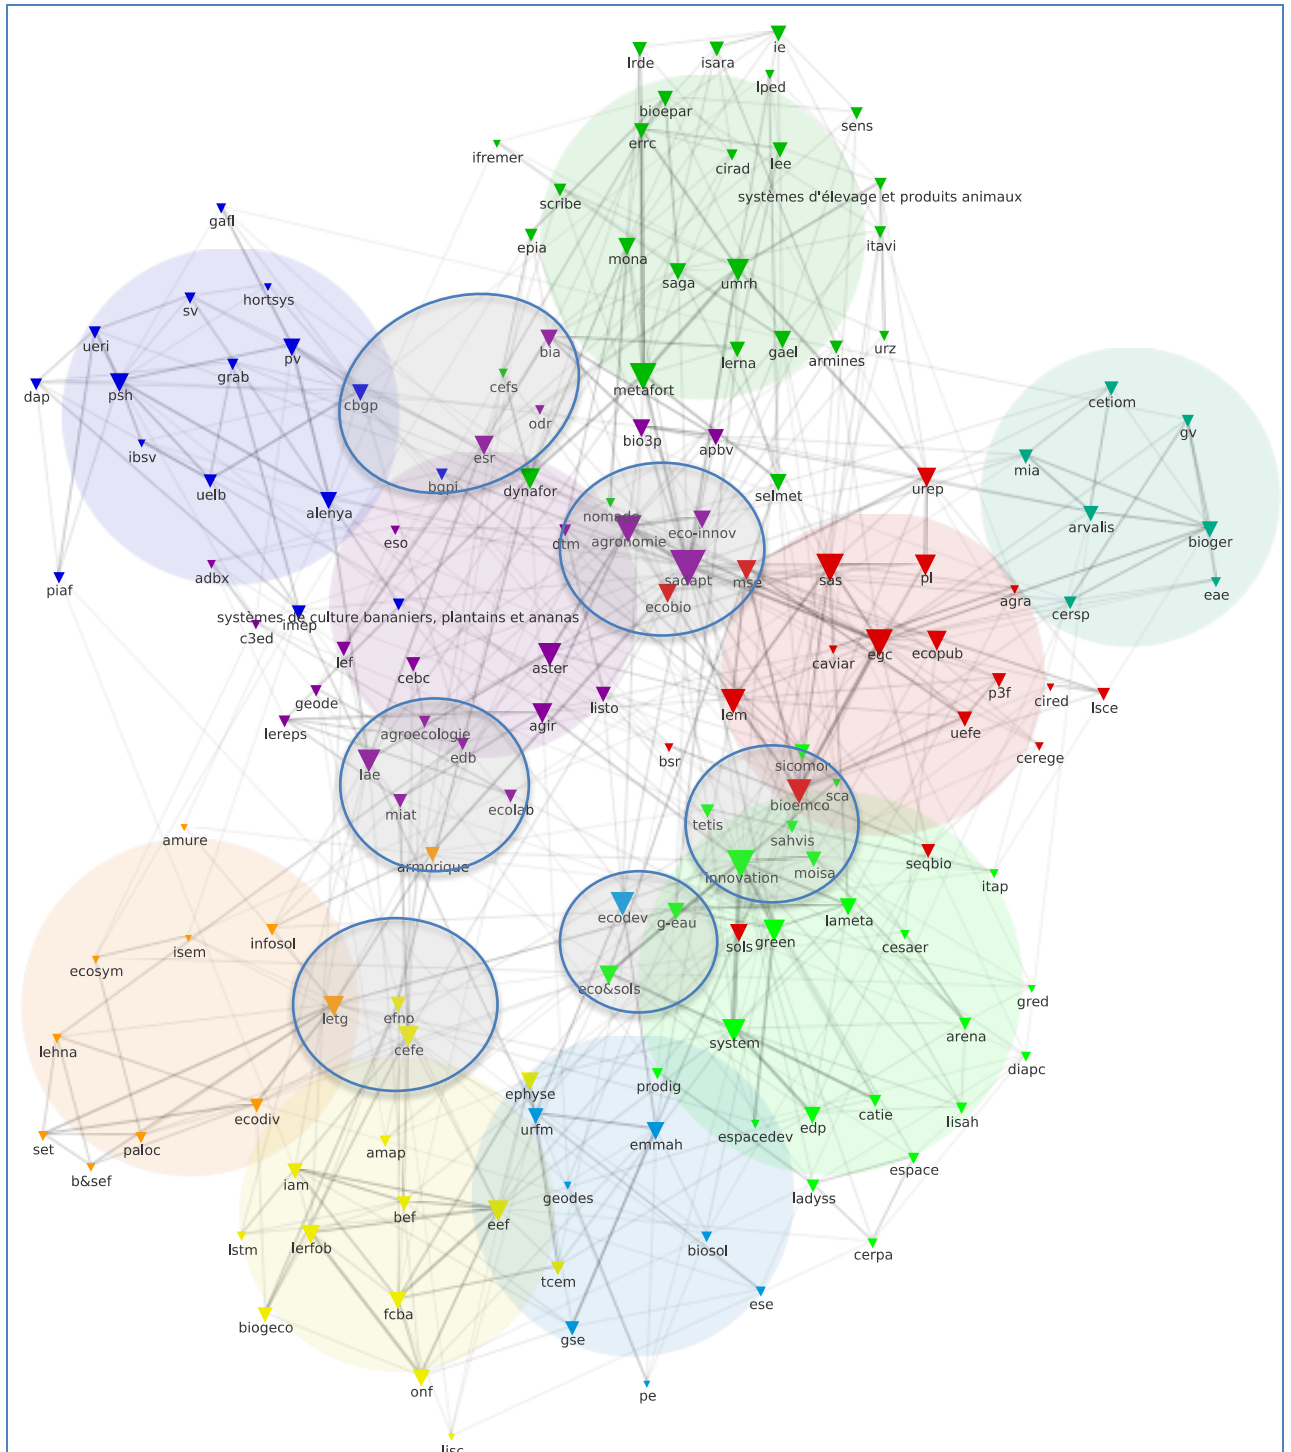 ie
lrde
isara
lped
bioepar
sens
errc
ifremer
cirad
lee
systèmes d'élevage et produits animaux
scribe
gafl
epia
itavi
mona
saga
umrh
hortsys
sv
ueri
bia
lerna
gael
armines
urz
pv
grab
cefs
metafort
dap
psh
cbgp
cetiom
odr
bio3p
apbv
gv
ibsv
esr
mia
uelb
bgpi
dynafor
selmet
urep
alenya
nomade
arvalis
eso
dtm
agronomie
eco-innov
bioger
adbx
sadapt
mse
sas
pl
piaf
ecobio
agra
eae
cersp
systèmes de culture bananiers, plantains et ananas
imep
c3ed
lef
cebc
aster
caviar
egc
ecopub
geode
listo
p3f
cired
lsce
lereps
agroecologie
agir
lem
uefe
lae
edb
bsr
sicomor
cerege
miat
ecolab
bioemco
sca
tetis
sahvis
amure
armorique
innovation
moisa
seqbio
itap
ecodev
g-eau
lameta
infosol
isem
sols
green
cesaer
ecosym
eco&sols
gred
letg
efno
cefe
system
arena
lehna
diapc
ephyse
prodig
ecodiv
urfm
emmah
espacedev
edp
catie
lisah
set
paloc
amap
b&sef
iam
geodes
espace
bef
eef
ladyss
lstm
lerfob
biosol
cerpa
tcem
fcba
ese
biogeco
gse
onf
pe
lisc